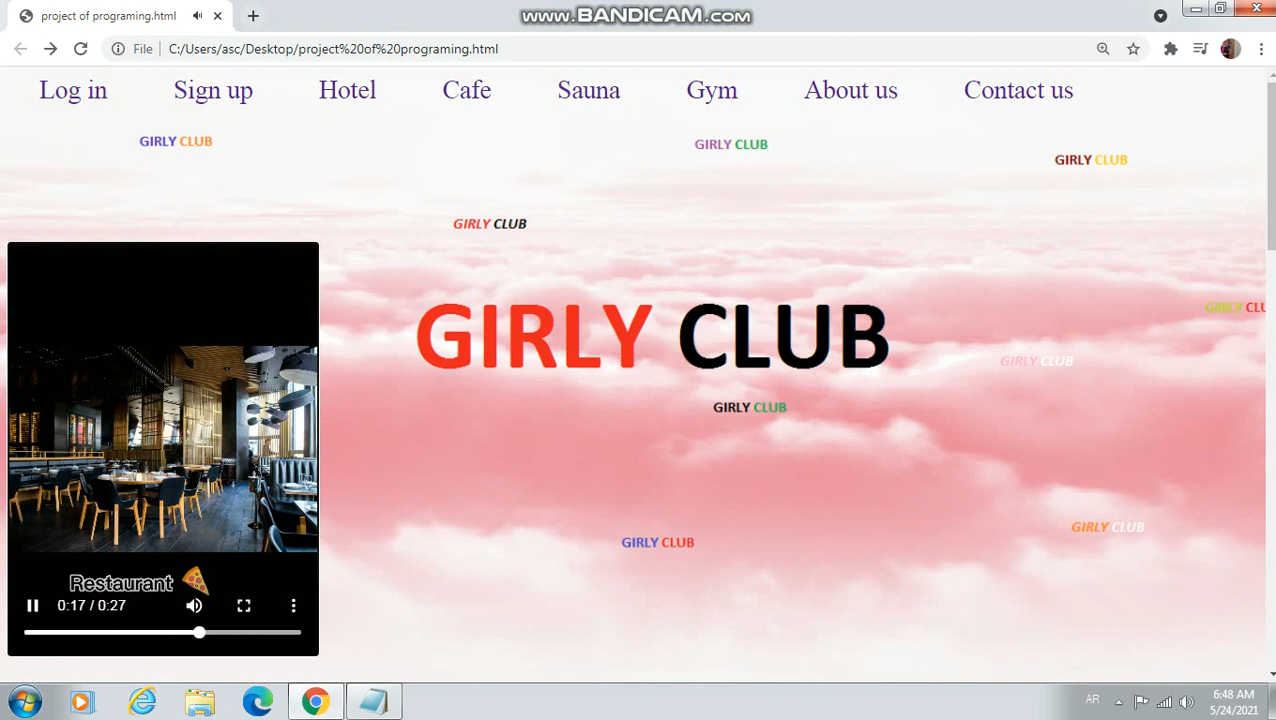 project of programing.html
www.BANDICAM.com
File C:/Users/asc/Desktop/project%20of%20programing.html
Log in Sign up Hotel Cafe Sauna Gym About us Contact us
GIRLY CLUB
GIRLY CLUB
GIRLY CLUB
GIRLY CLUB
GIRLY CLU
GIRLY CLUB
GIRLY CLUB
GIRLY CLUB
GIRLY CLUB
GIRLY CLUB
Restaurant
0:17 / 0:27
AR
6:48 AM
5/24/2021